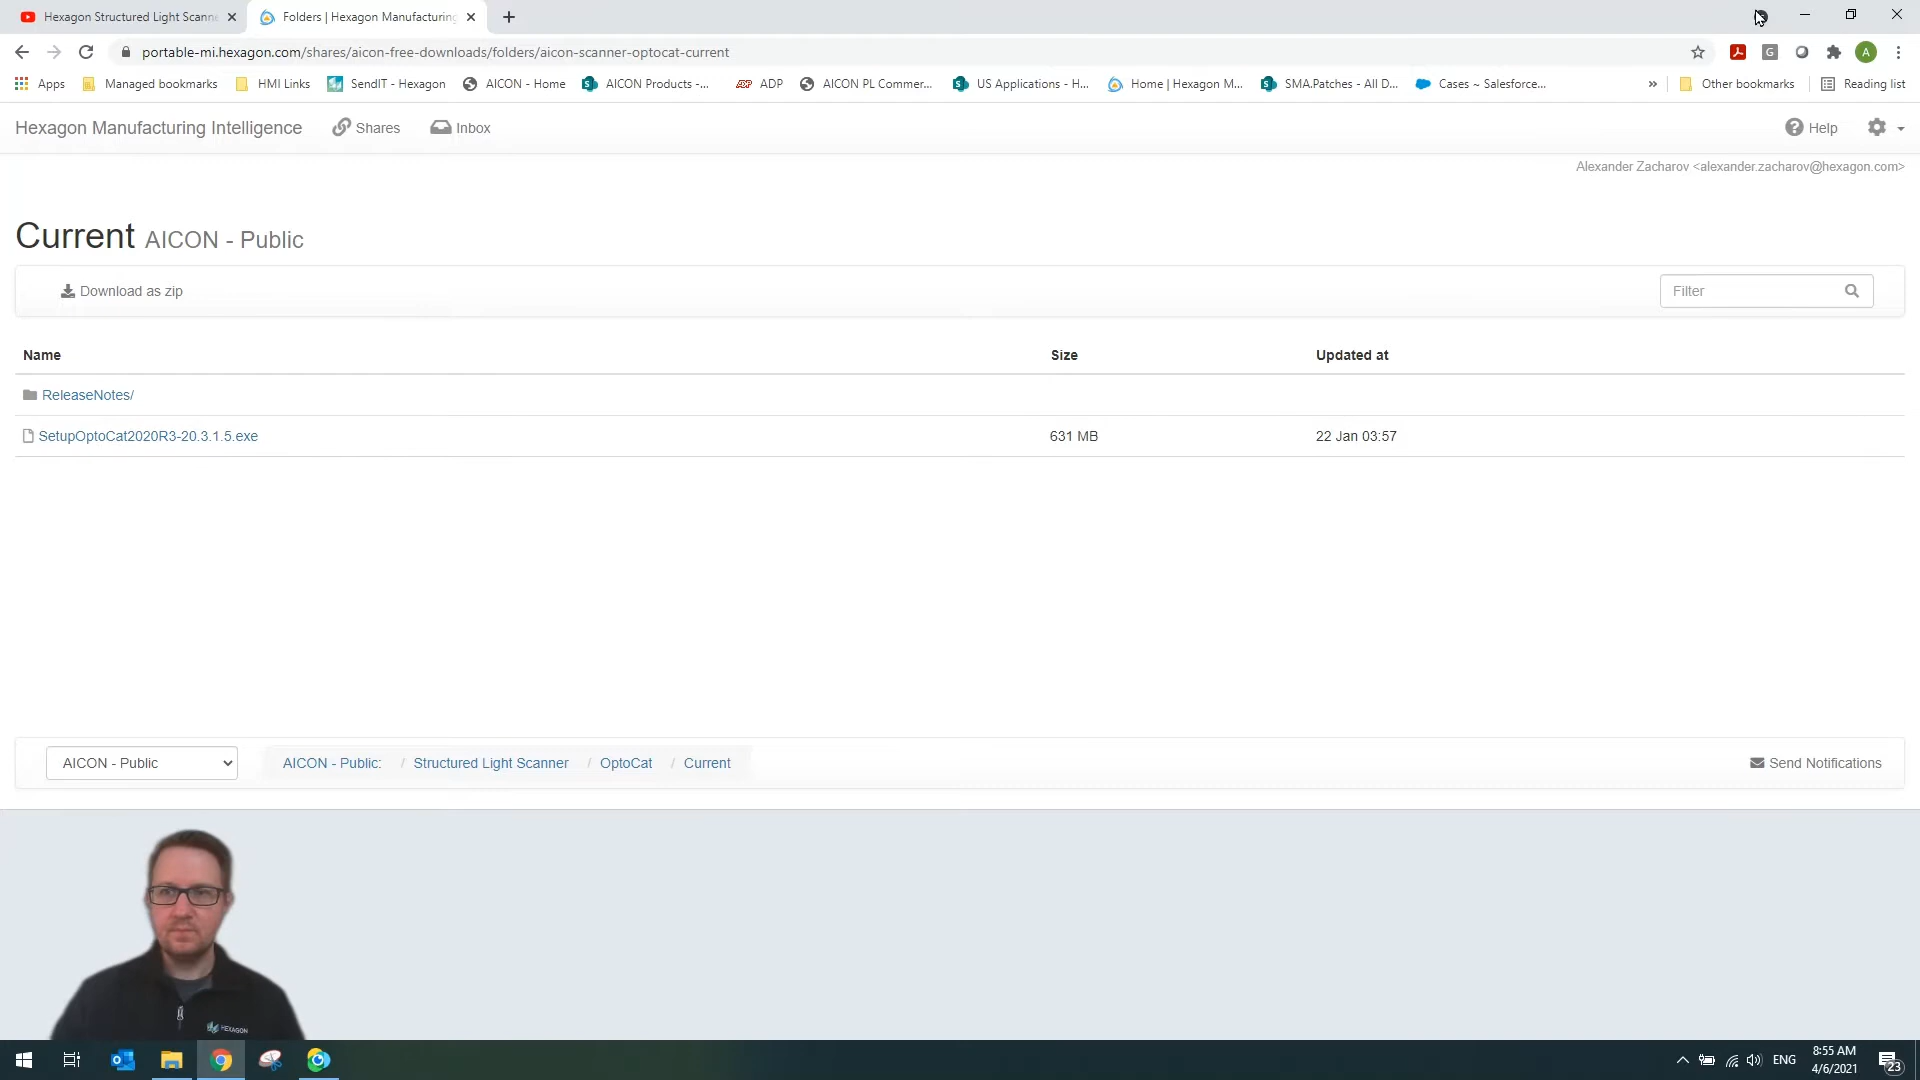 Hexagon Structured Light Scanne
Folders | Hexagon Manufacturing
portable-mi.hexagon.com/shares/aicon-free-downloads/folders/aicon-scanner-optocat-current
G
A
Apps
Managed bookmarks
HMI Links
SendIT - Hexagon
AICON - Home
AICON Products -...
ADP
AICON PL Commer...
US Applications - H...
Home | Hexagon M...
SMA.Patches - All D...
Cases ~ Salesforce...
»
Other bookmarks
Reading list
Hexagon Manufacturing Intelligence
Shares
Inbox
Help
Alexander Zacharov <alexander.zacharov@hexagon.com>
Current AICON - Public
Download as zip
Filter
Name Size Updated at
ReleaseNotes/
SetupOptoCat2020R3-20.3.1.5.exe 631 MB 22 Jan 03:57
AICON - Public
AICON - Public: / Structured Light Scanner / OptoCat / Current
Send Notifications
HEXAGON
ENG
8:55 AM
4/6/2021
23